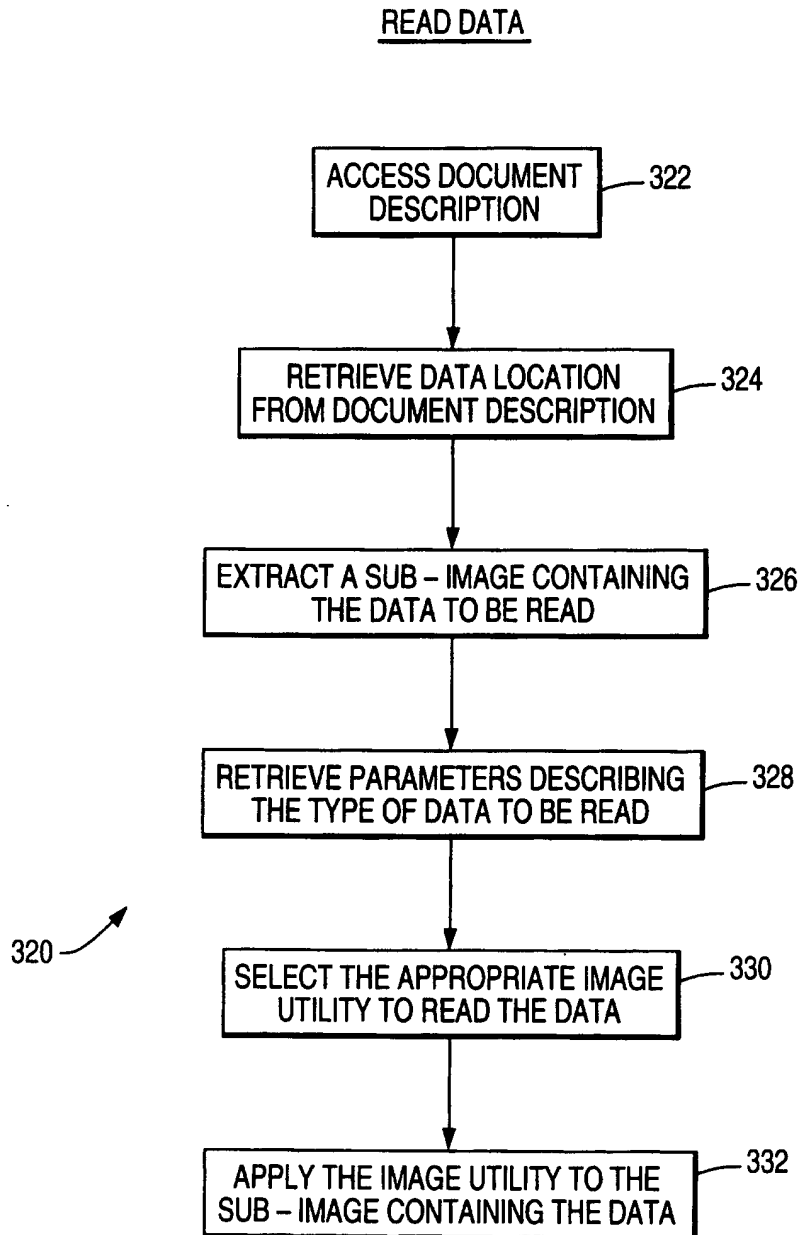 READ DATA
ACCESS DOCUMENT
DESCRIPTION
322
RETRIEVE DATA LOCATION
FROM DOCUMENT DESCRIPTION
324
EXTRACT A SUB – IMAGE CONTAINING
THE DATA TO BE READ
326
RETRIEVE PARAMETERS DESCRIBING
THE TYPE OF DATA TO BE READ
328
320
SELECT THE APPROPRIATE IMAGE
UTILITY TO READ THE DATA
330
APPLY THE IMAGE UTILITY TO THE
SUB – IMAGE CONTAINING THE DATA
332